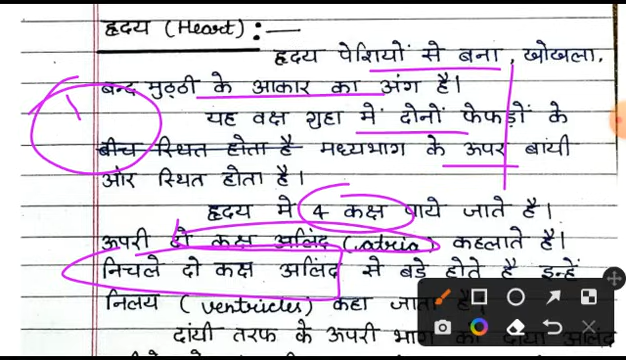 हृदय (Heart) :—
हृदय पेशियों से बना, खोखला,
बन्द मुठ्ठी के आकार का अंग है।
यह वक्ष गुहा में दोनों फेफड़ों के
बीच स्थित होता है मध्यभाग के ऊपर बांयी
ओर स्थित होता है।
हृदय में 4 कक्ष पाये जाते है।
ऊपरी दो कक्ष अलिंद (atria) कहलाते है।
निचले दो कक्ष अलिंद से बड़े होते है इन्हें
निलय (ventricles) कहा जाता है।
दांयी तरफ के ऊपरी भाग को दायां अलिंद